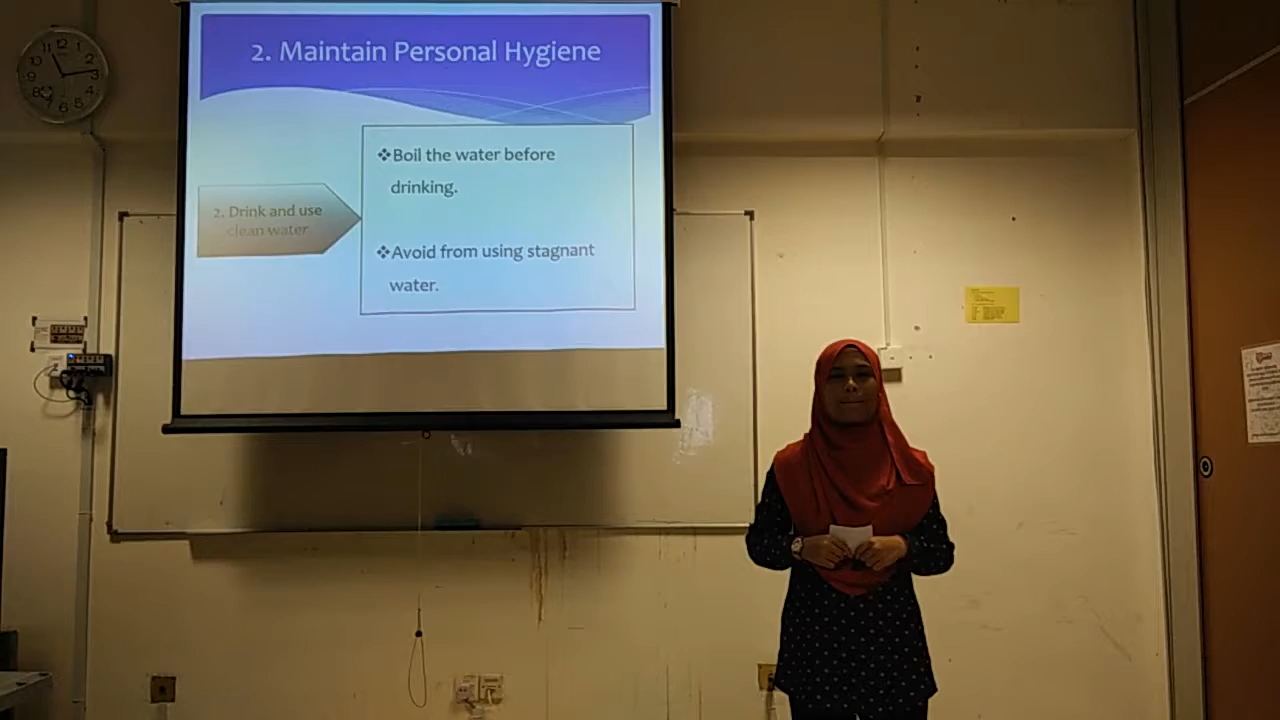 2. Maintain Personal Hygiene
2. Drink and use
clean water
❖Boil the water before
drinking.
❖Avoid from using stagnant
water.